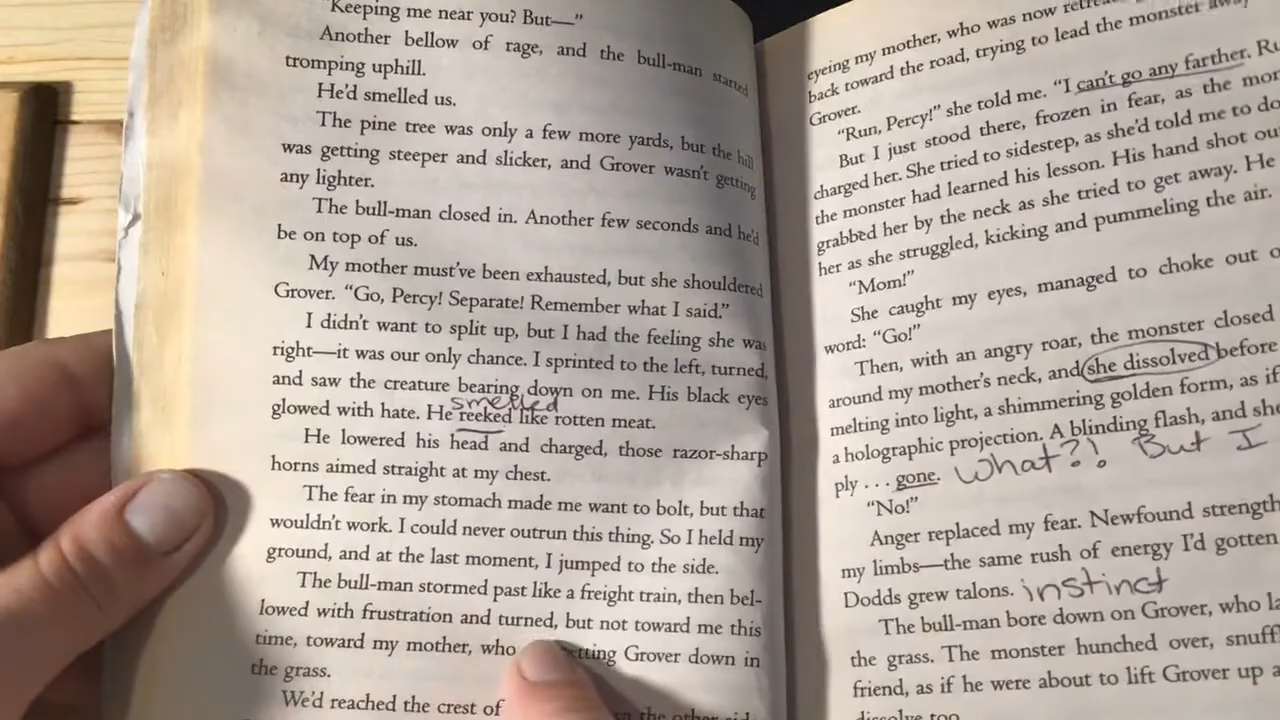 "Keeping me near you? But—"
Another bellow of rage, and the bull-man started
tromping uphill.
He'd smelled us.
The pine tree was only a few more yards, but the hill
was getting steeper and slicker, and Grover wasn't getting
any lighter.
The bull-man closed in. Another few seconds and he'd
be on top of us.
My mother must've been exhausted, but she shouldered
Grover. "Go, Percy! Separate! Remember what I said."
I didn't want to split up, but I had the feeling she was
right—it was our only chance. I sprinted to the left, turned,
and saw the creature bearing down on me. His black eyes
smelled
glowed with hate. He reeked like rotten meat.
He lowered his head and charged, those razor-sharp
horns aimed straight at my chest.
The fear in my stomach made me want to bolt, but that
wouldn't work. I could never outrun this thing. So I held my
ground, and at the last moment, I jumped to the side.
The bull-man stormed past like a freight train, then bel-
lowed with frustration and turned, but not toward me this
time, toward my mother, who tting Grover down in
the grass.
We'd reached the crest of the other
eyeing my mother, who was now
back toward the road, trying to lead the monster away
Grover.
"Run, Percy!" she told me. "I can't go any farther. Ru
But I just stood there, frozen in fear, as the mon
charged her. She tried to sidestep, as she'd told me to do
the monster had learned his lesson. His hand shot ou
grabbed her by the neck as she tried to get away. He
her as she struggled, kicking and pummeling the air.
"Mom!"
She caught my eyes, managed to choke out o
word: "Go!"
Then, with an angry roar, the monster closed
around my mother's neck, and she dissolved before
melting into light, a shimmering golden form, as if
a holographic projection. A blinding flash, and she
ply . . . gone. What?! But I
"No!"
Anger replaced my fear. Newfound strength
my limbs—the same rush of energy I'd gotten
Dodds grew talons. instinct
The bull-man bore down on Grover, who la
the grass. The monster hunched over, snuff
friend, as if he were about to lift Grover up a
dissolve too